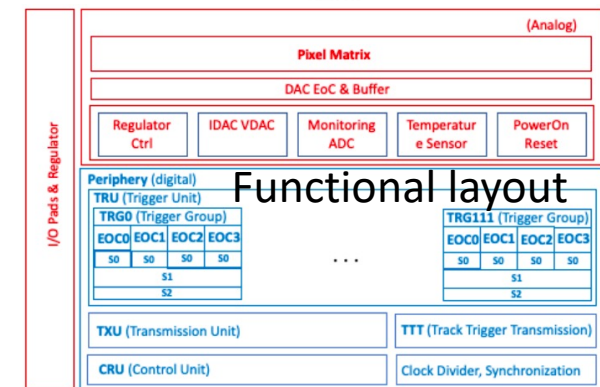 (Analog)
Pixel Matrix
DAC EoC & Buffer
Regulator
Ctrl
IDAC VDAC
Monitoring
ADC
Temperatur
e Sensor
PowerOn
Reset
I/O Pads & Regulator
Periphery (digital)
Functional layout
TRU (Trigger Unit)
TRG0 (Trigger Group)
EOC0 EOC1 EOC2 EOC3
S0 S0 S0 S0
S1
S2
...
TRG111 (Trigger Group)
EOC0 EOC1 EOC2 EOC3
S0 S0 S0 S0
S1
S2
TXU (Transmission Unit)
TTT (Track Trigger Transmission)
CRU (Control Unit)
Clock Divider, Synchronization